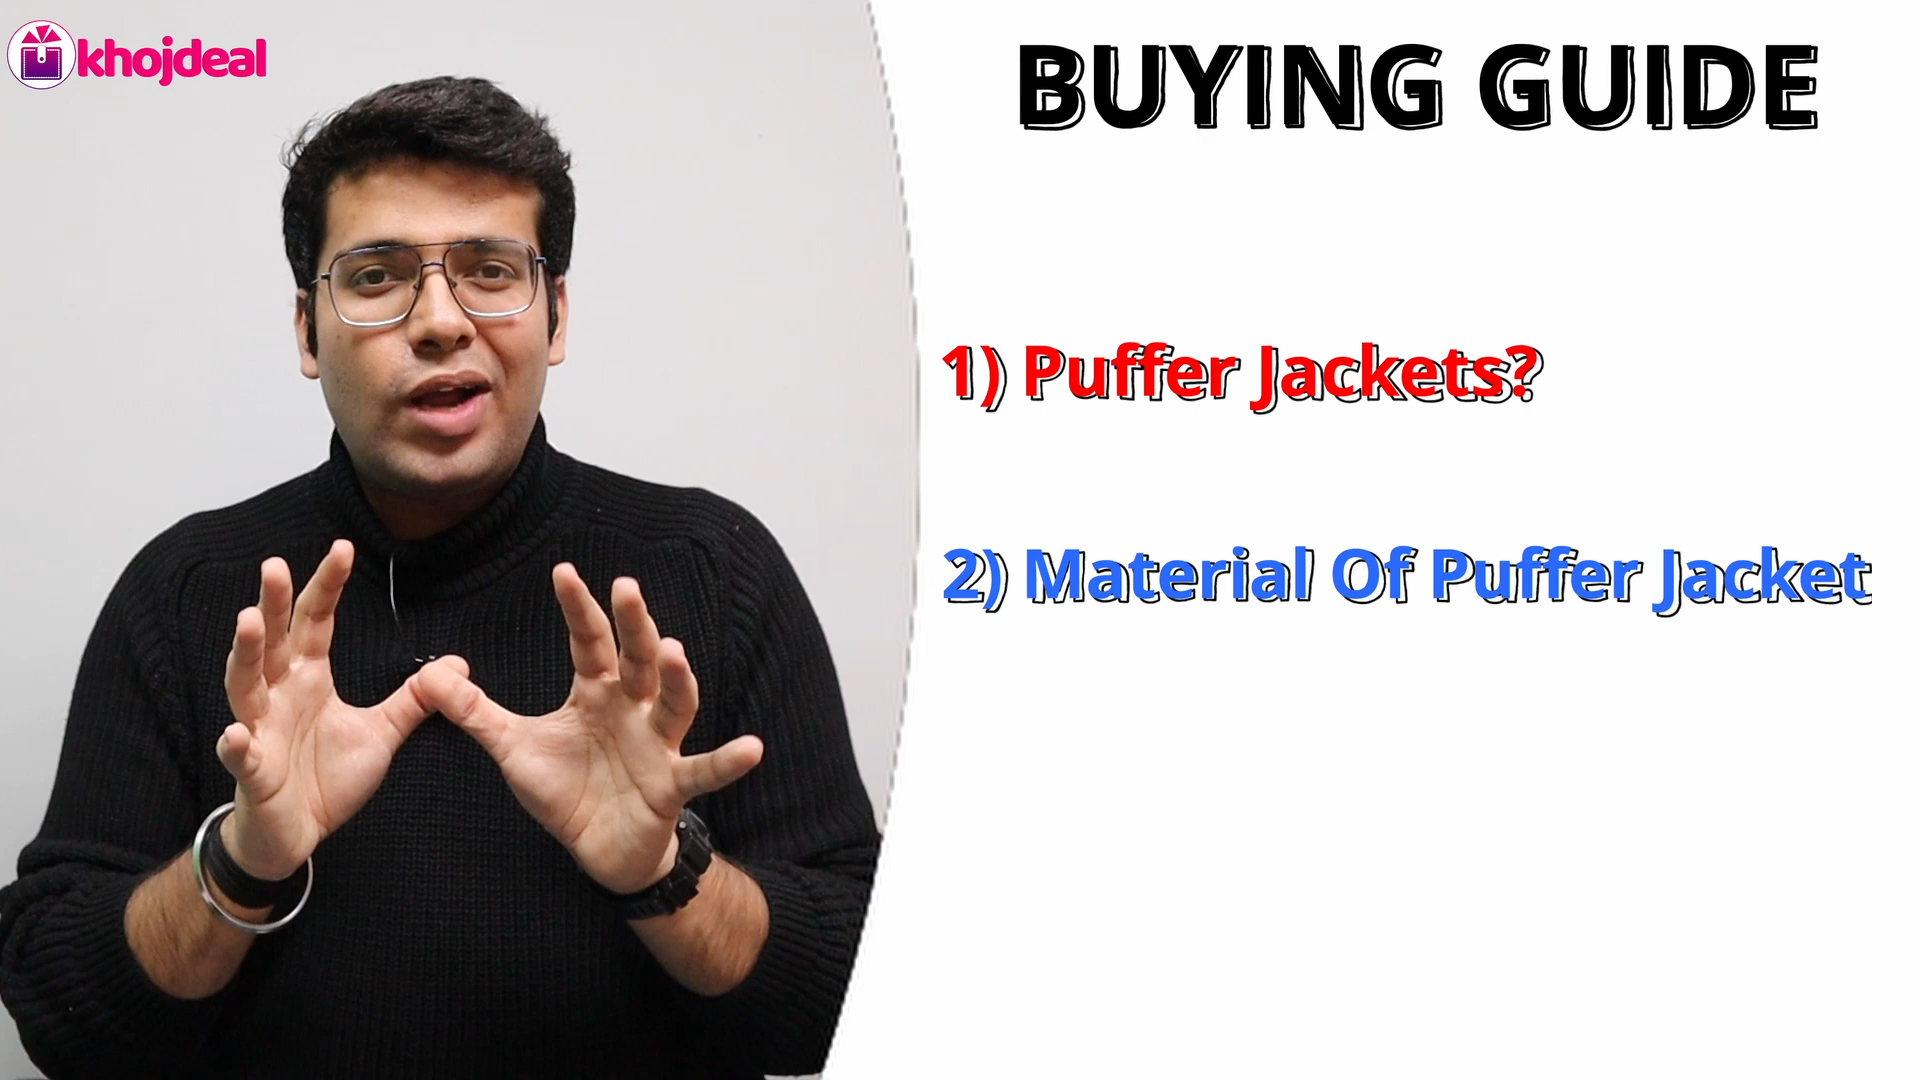 khojdeal
BUYING GUIDE
1) Puffer Jackets?
2) Material Of Puffer Jacket